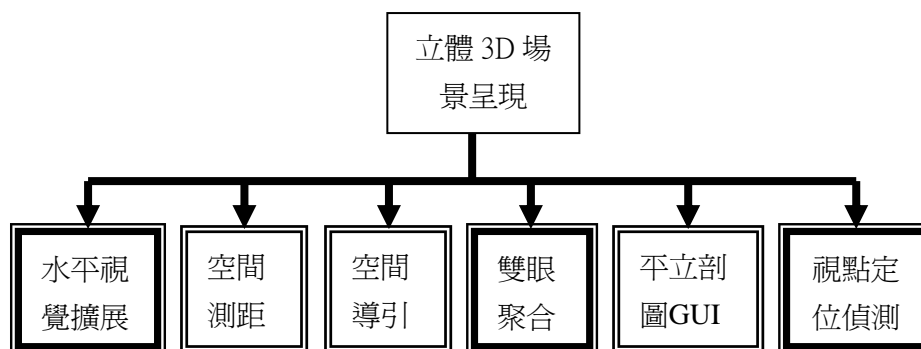 立體 3D 場
景呈現
水平視
覺擴展
空間
測距
空間
導引
雙眼
聚合
平立剖
圖GUI
視點定
位偵測